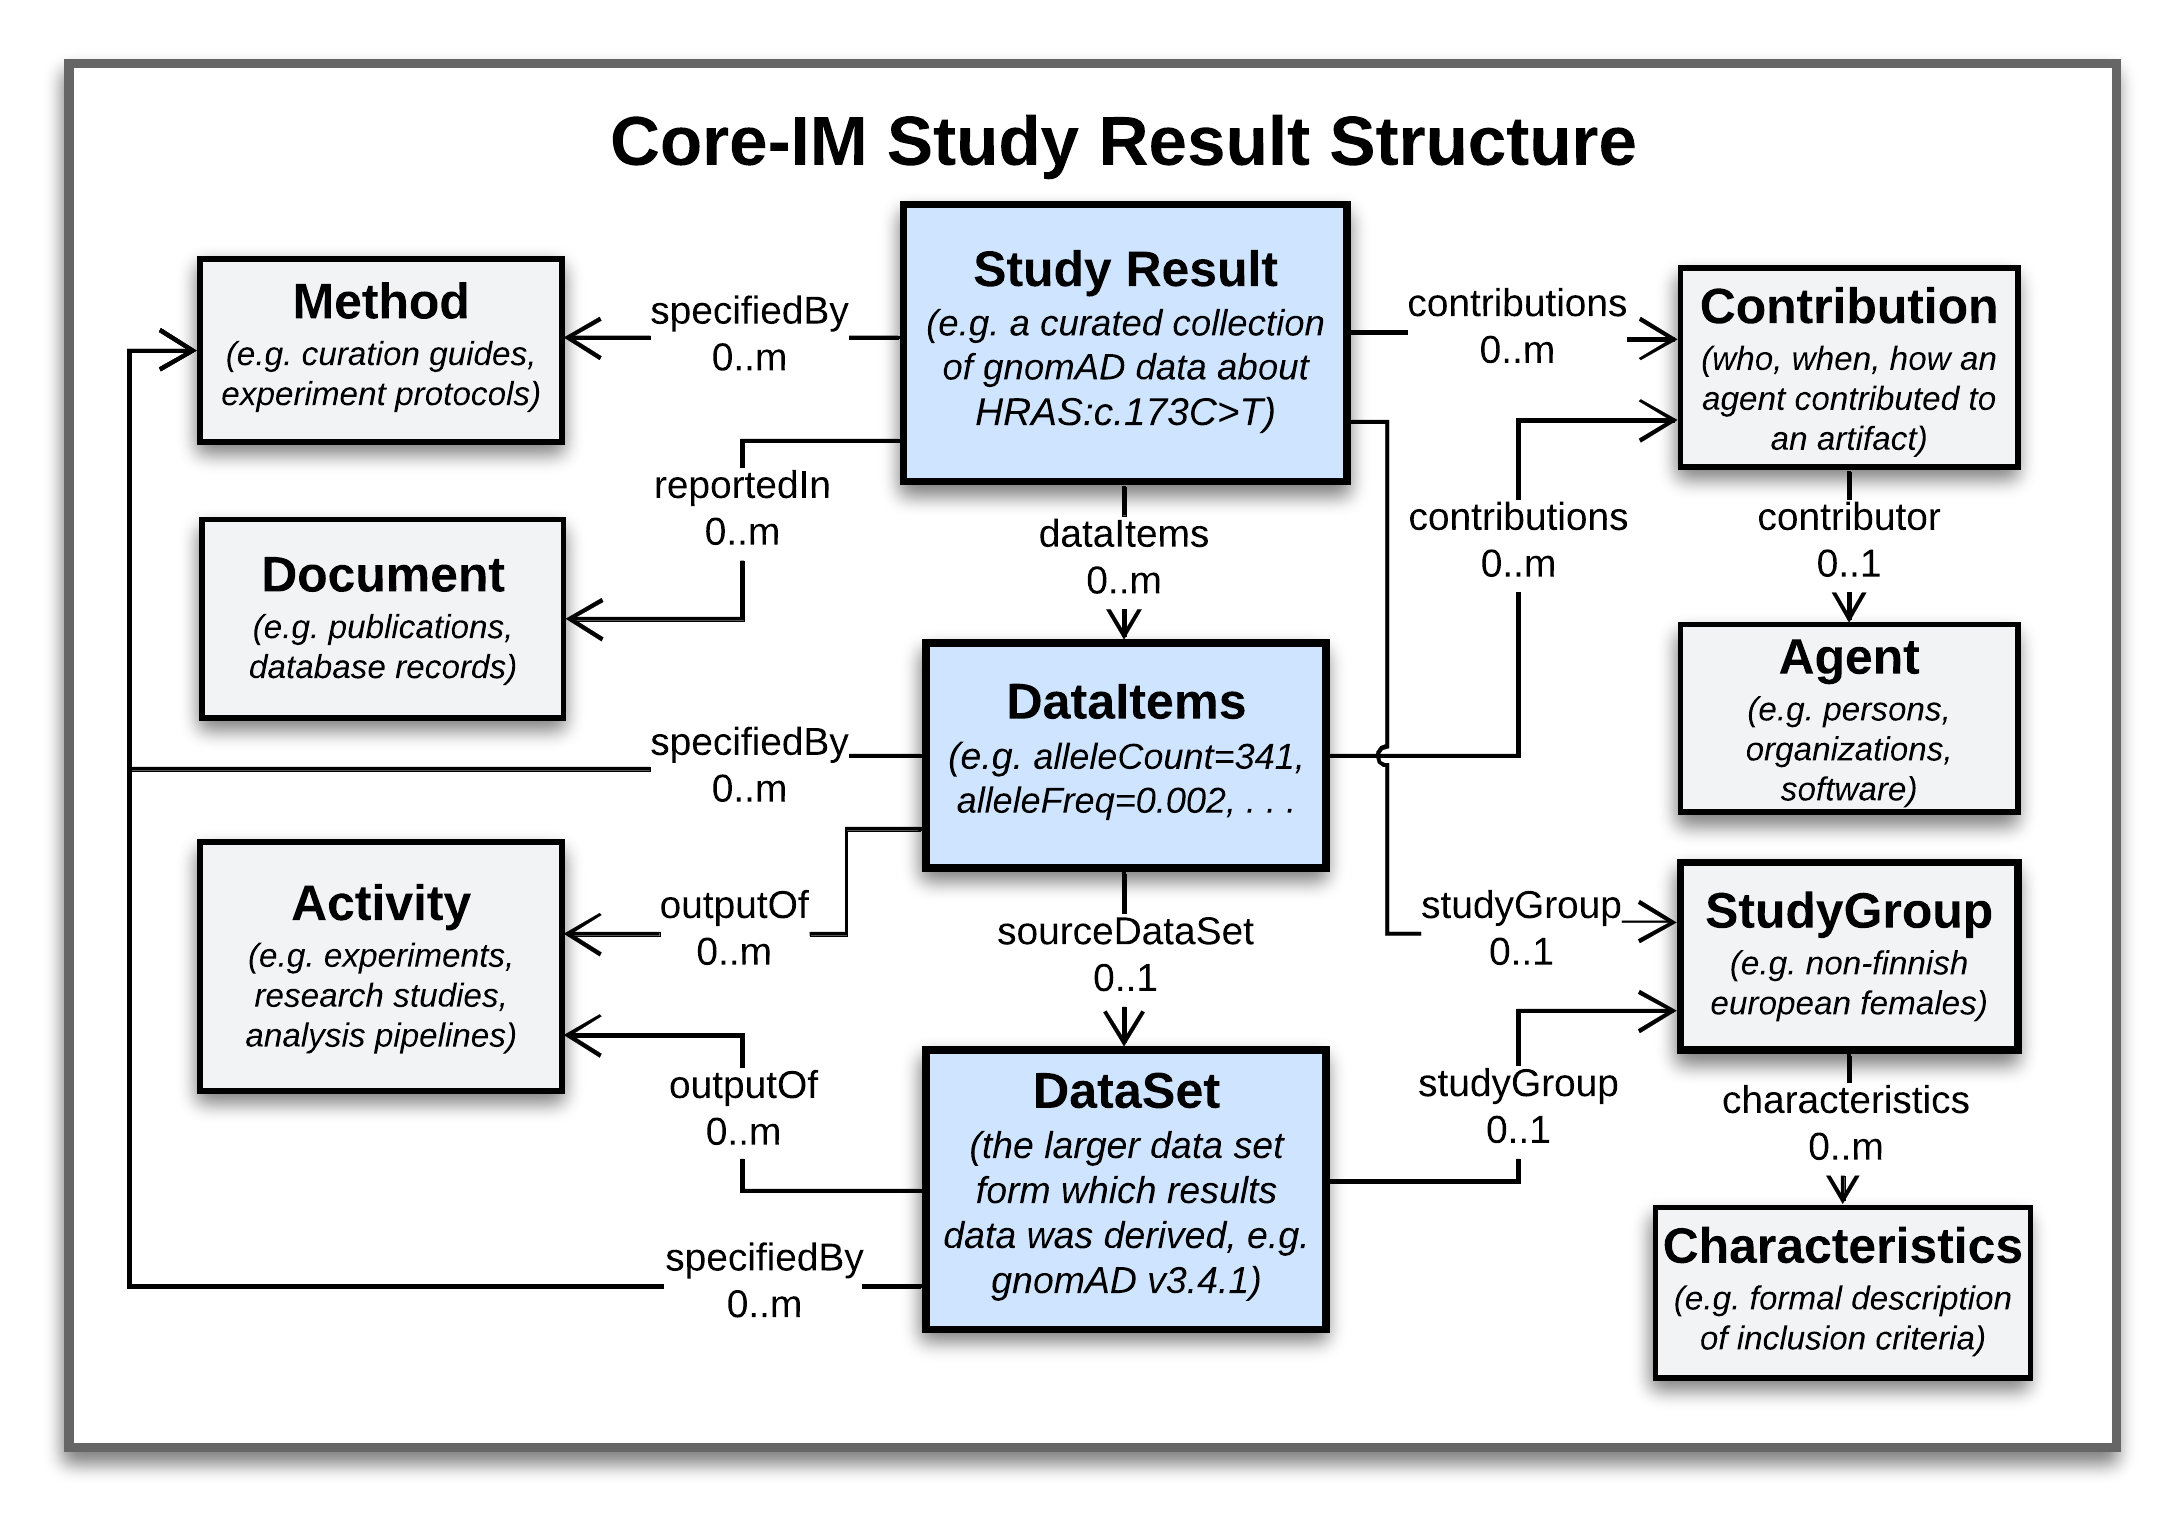 Core-IM Study Result Structure
Study Result
(e.g. a curated collection
of gnomAD data about
HRAS:c.173C>T)
Method
(e.g. curation guides,
experiment protocols)
specifiedBy
0..m
contributions
0..m
Contribution
(who, when, how an
agent contributed to
an artifact)
reportedIn
0..m
dataItems
0..m
contributions
0..m
contributor
0..1
Document
(e.g. publications,
database records)
Agent
(e.g. persons,
organizations,
software)
specifiedBy
0..m
DataItems
(e.g. alleleCount=341,
alleleFreq=0.002, . . .
Activity
(e.g. experiments,
research studies,
analysis pipelines)
outputOf
0..m
sourceDataSet
0..1
studyGroup
0..1
StudyGroup
(e.g. non-finnish
european females)
outputOf
0..m
DataSet
(the larger data set
form which results
data was derived, e.g.
gnomAD v3.4.1)
studyGroup
0..1
characteristics
0..m
specifiedBy
0..m
Characteristics
(e.g. formal description
of inclusion criteria)